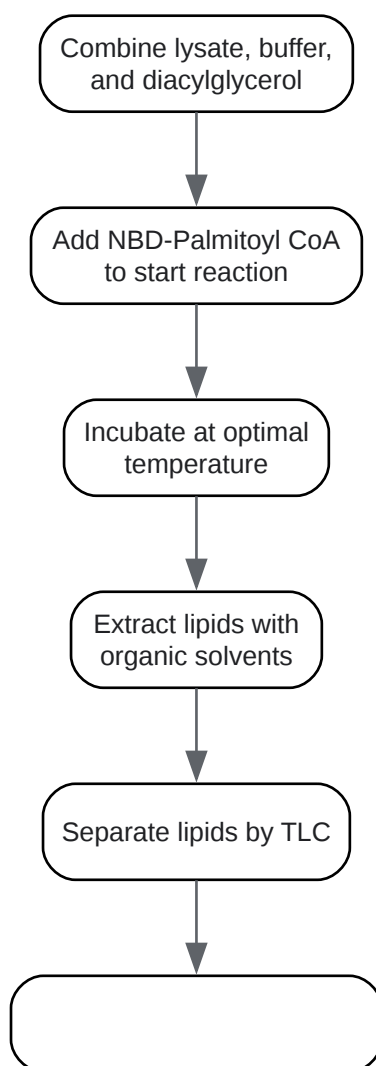 Combine lysate, buffer,
and diacylglycerol
Add NBD-Palmitoyl CoA
to start reaction
Incubate at optimal
temperature
Extract lipids with
organic solvents
Separate lipids by TLC